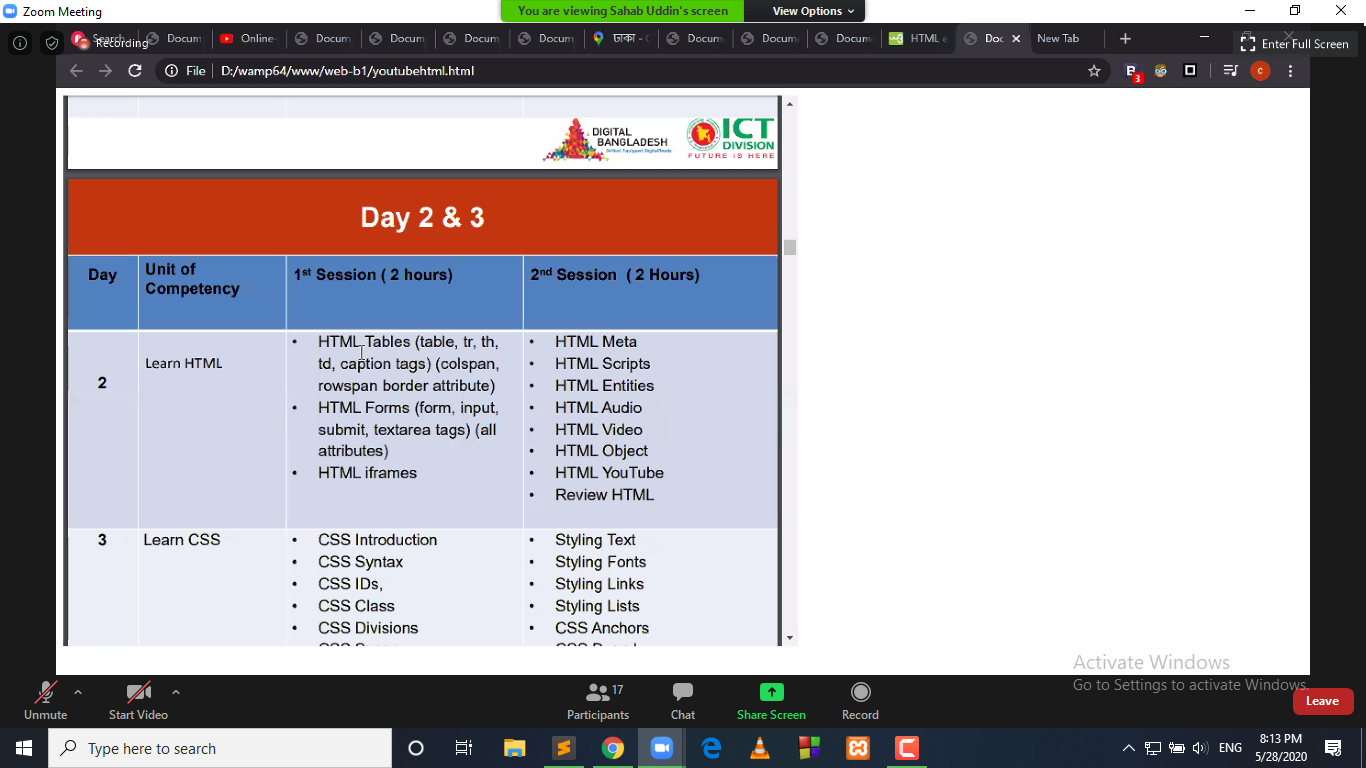 Zoom Meeting
You are viewing Sahab Uddin's screen
View Options
Recording
Search
Docum
Online
Docum
Docum
Docum
Docum
ঢাকা - G
Docum
Docum
Docum
HTML e
Doc
New Tab
Enter Full Screen
File
D:/wamp64/www/web-b1/youtubehtml.html
3
c
DIGITAL
BANGLADESH
ICT
DIVISION
FUTURE IS HERE
Day 2 & 3
Day
Unit of
Competency
1st Session ( 2 hours)
2nd Session ( 2 Hours)
2
Learn HTML
• HTML Tables (table, tr, th,
td, caption tags) (colspan,
rowspan border attribute)
• HTML Forms (form, input,
submit, textarea tags) (all
attributes)
• HTML iframes
• HTML Meta
• HTML Scripts
• HTML Entities
• HTML Audio
• HTML Video
• HTML Object
• HTML YouTube
• Review HTML
3
Learn CSS
• CSS Introduction
• CSS Syntax
• CSS IDs,
• CSS Class
• CSS Divisions
• Styling Text
• Styling Fonts
• Styling Links
• Styling Lists
• CSS Anchors
Activate Windows
Go to Settings to activate Windows.
Unmute
Start Video
17
Participants
Chat
Share Screen
Record
Leave
Type here to search
ENG
8:13 PM
5/28/2020